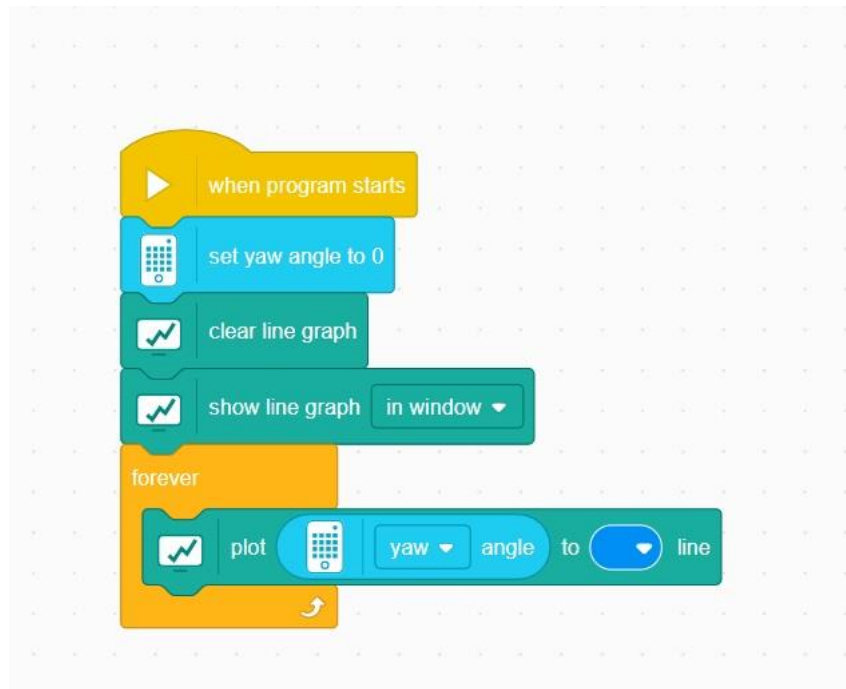 when program starts
set yaw angle to 0
clear line graph
show line graph in window
forever
plot yaw angle to line